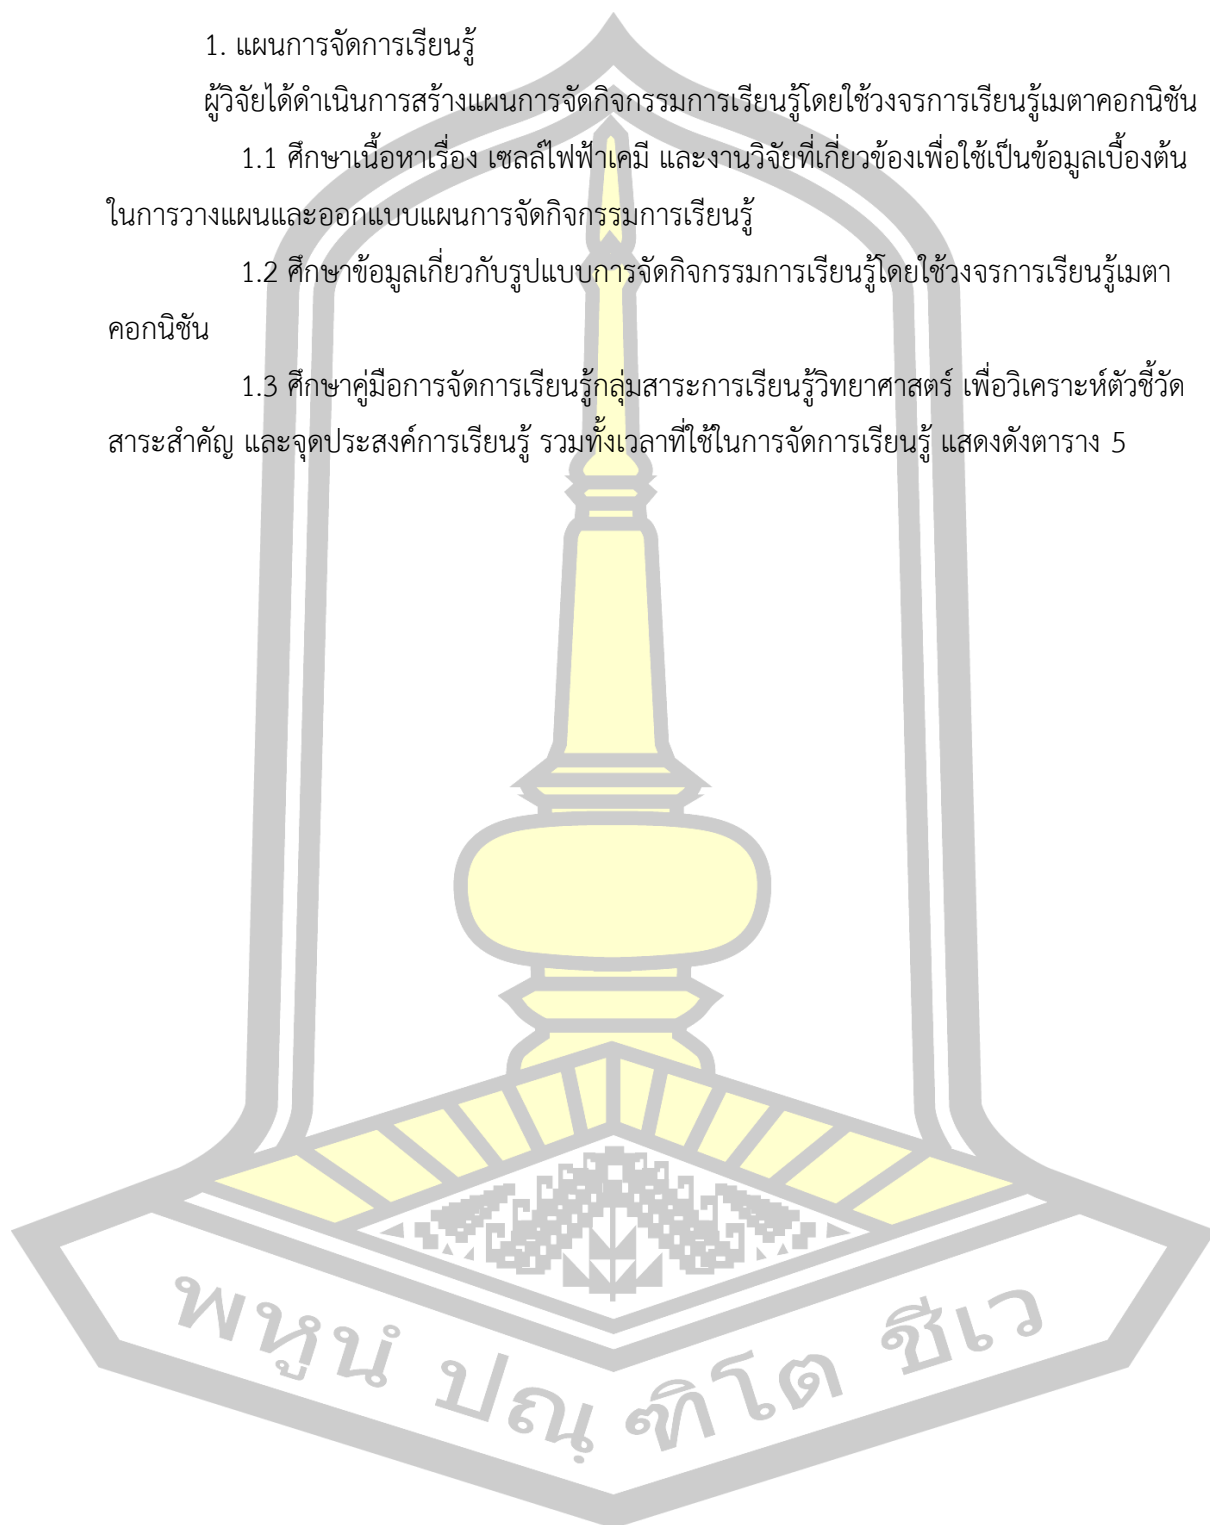 1. แผนการจัดการเรียนรู้
ผู้วิจัยได้ดำเนินการสร้างแผนการจัดกิจกรรมการเรียนรู้โดยใช้วงจรการเรียนรู้เมตาคอกนิชัน
1.1 ศึกษาเนื้อหาเรื่อง เซลล์ไฟฟ้าเคมี และงานวิจัยที่เกี่ยวข้องเพื่อใช้เป็นข้อมูลเบื้องต้น
ในการวางแผนและออกแบบแผนการจัดกิจกรรมการเรียนรู้
1.2 ศึกษาข้อมูลเกี่ยวกับรูปแบบการจัดกิจกรรมการเรียนรู้โดยใช้วงจรการเรียนรู้เมตา
คอกนิชัน
1.3 ศึกษาคู่มือการจัดการเรียนรู้กลุ่มสาระการเรียนรู้วิทยาศาสตร์ เพื่อวิเคราะห์ตัวชี้วัด
สาระสำคัญ และจุดประสงค์การเรียนรู้ รวมทั้งเวลาที่ใช้ในการจัดการเรียนรู้ แสดงดังตาราง 5
พหูนํ ปณฺฑิโต ชีเว